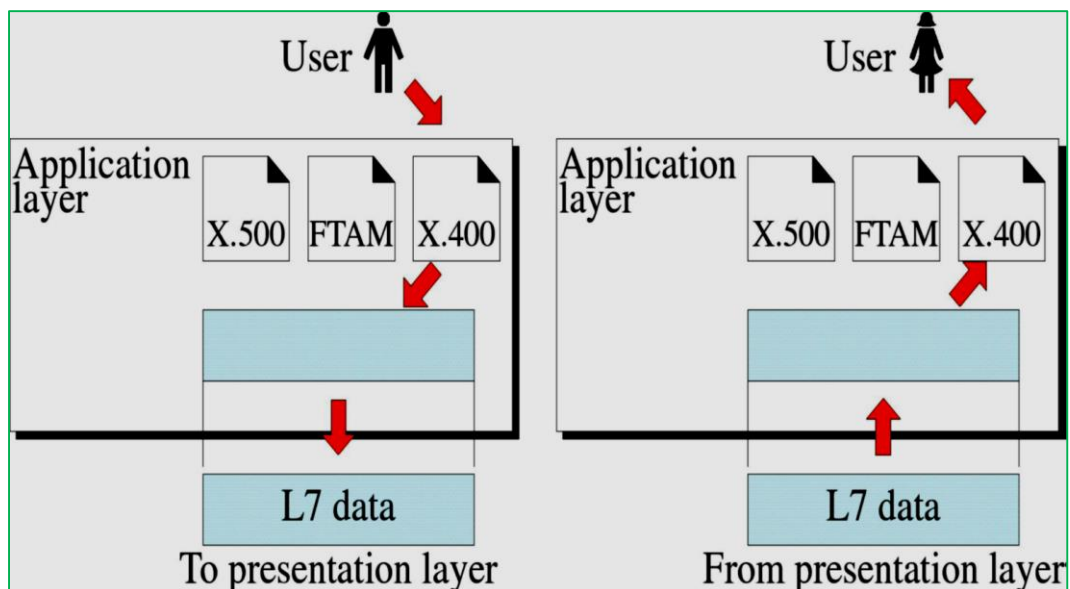 User
Application
layer
X.500 FTAM X.400
L7 data
To presentation layer
User
Application
layer
X.500 FTAM X.400
L7 data
From presentation layer